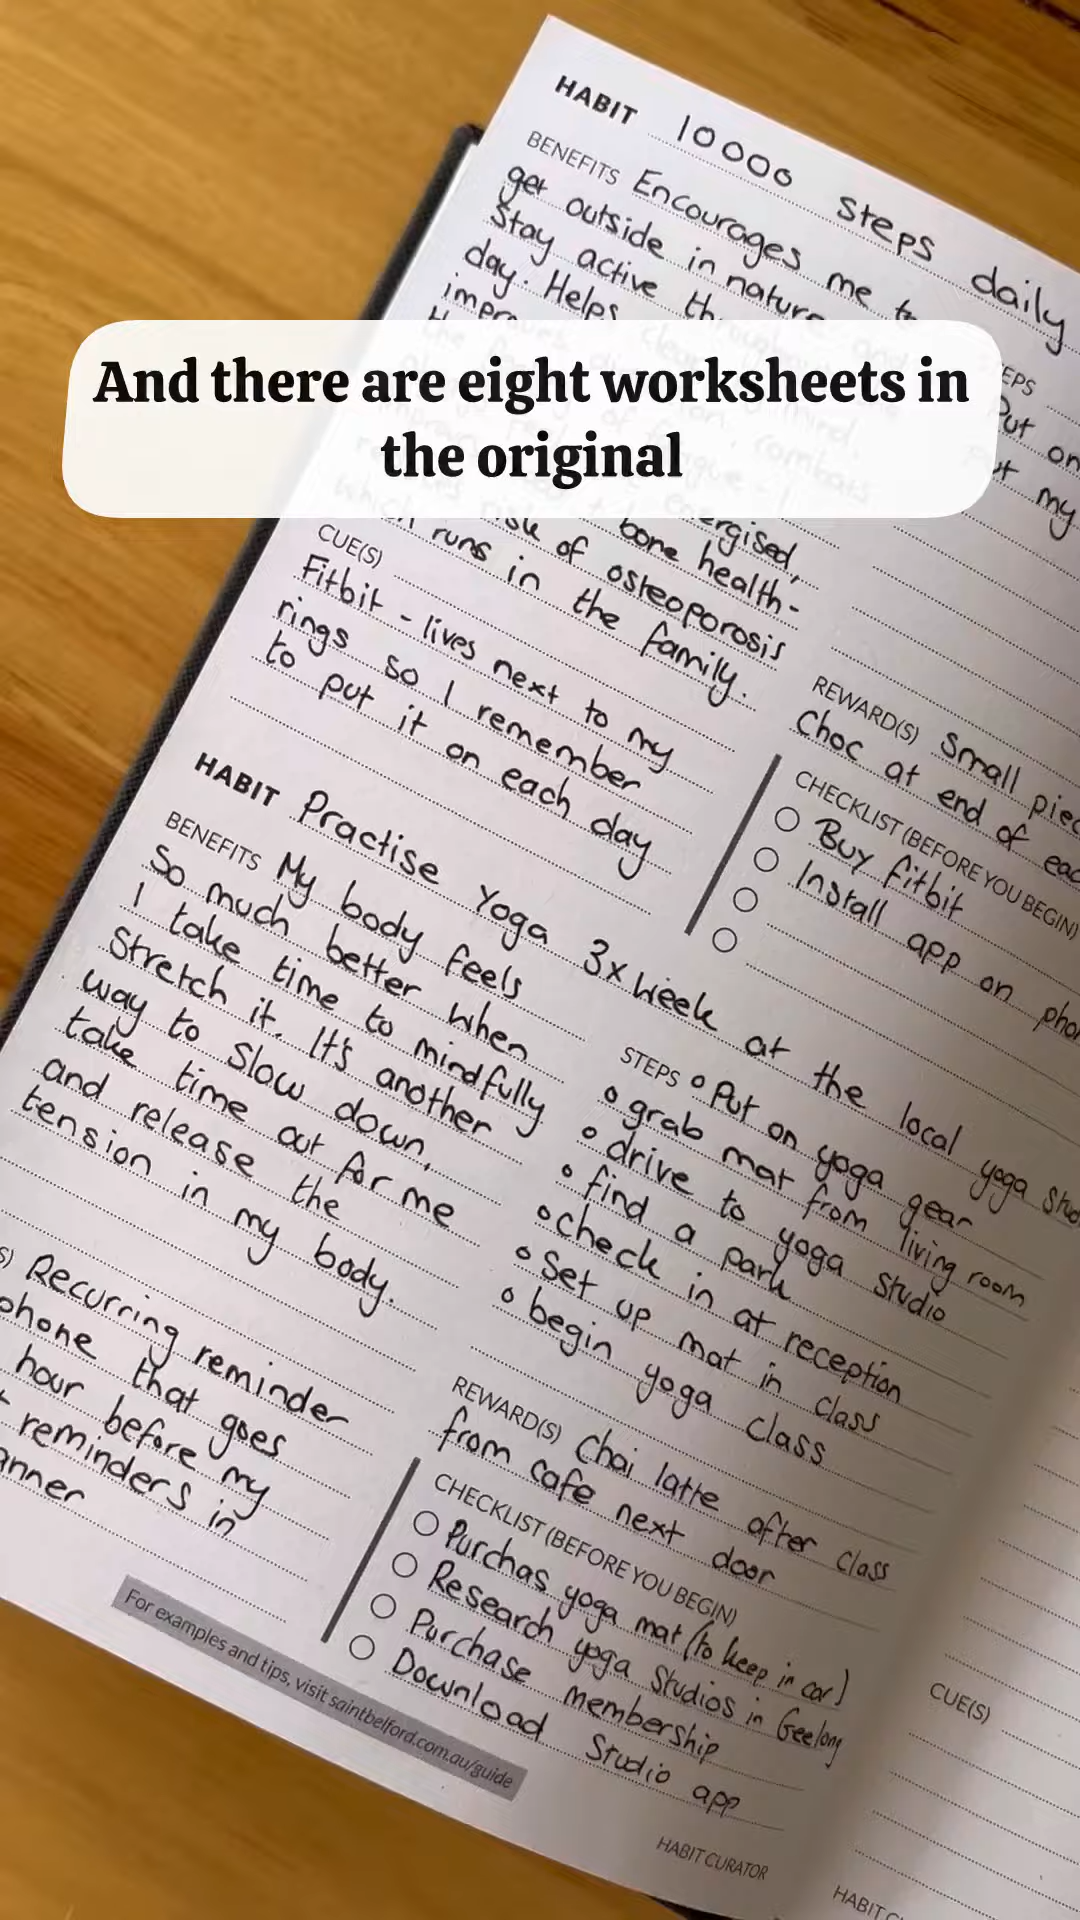 HABIT 10000 steps daily
BENEFITS Encourages me to
get outside in nature
Stay active
day. Helps
And there are eight worksheets in
the original
energised,
bone health-
risk of osteoporosis
which runs in the family.
CUE(S)
Fitbit - lives next to my
rings so I remember
to put it on each day
STEPS
Put on
my
REWARD(S) Small piece
Choc at end of each
CHECKLIST (BEFORE YOU BEGIN)
Buy fitbit
Install app on phone
HABIT Practise Yoga 3x Week at the local yoga studio
BENEFITS My body feels
So much better when
I take time to mindfully
Stretch it. It's another
way to slow down,
take time out for me
and release the
tension in my body.
Recurring reminder
phone that goes
hour before my
reminders in
STEPS o Put on yoga gear
o grab mat from living room
o drive to yoga studio
o find a park
o check in at reception
o Set up mat in class
o begin yoga class
REWARD(S) Chai latte after class
from cafe next door
CHECKLIST (BEFORE YOU BEGIN)
Purchas yoga mat (to keep in car)
Research yoga Studios in Geelong
Purchase membership
Download Studio app
For examples and tips, visit saintbelford.com.au/guide
HABIT CURATOR
CUE(S)
HABIT